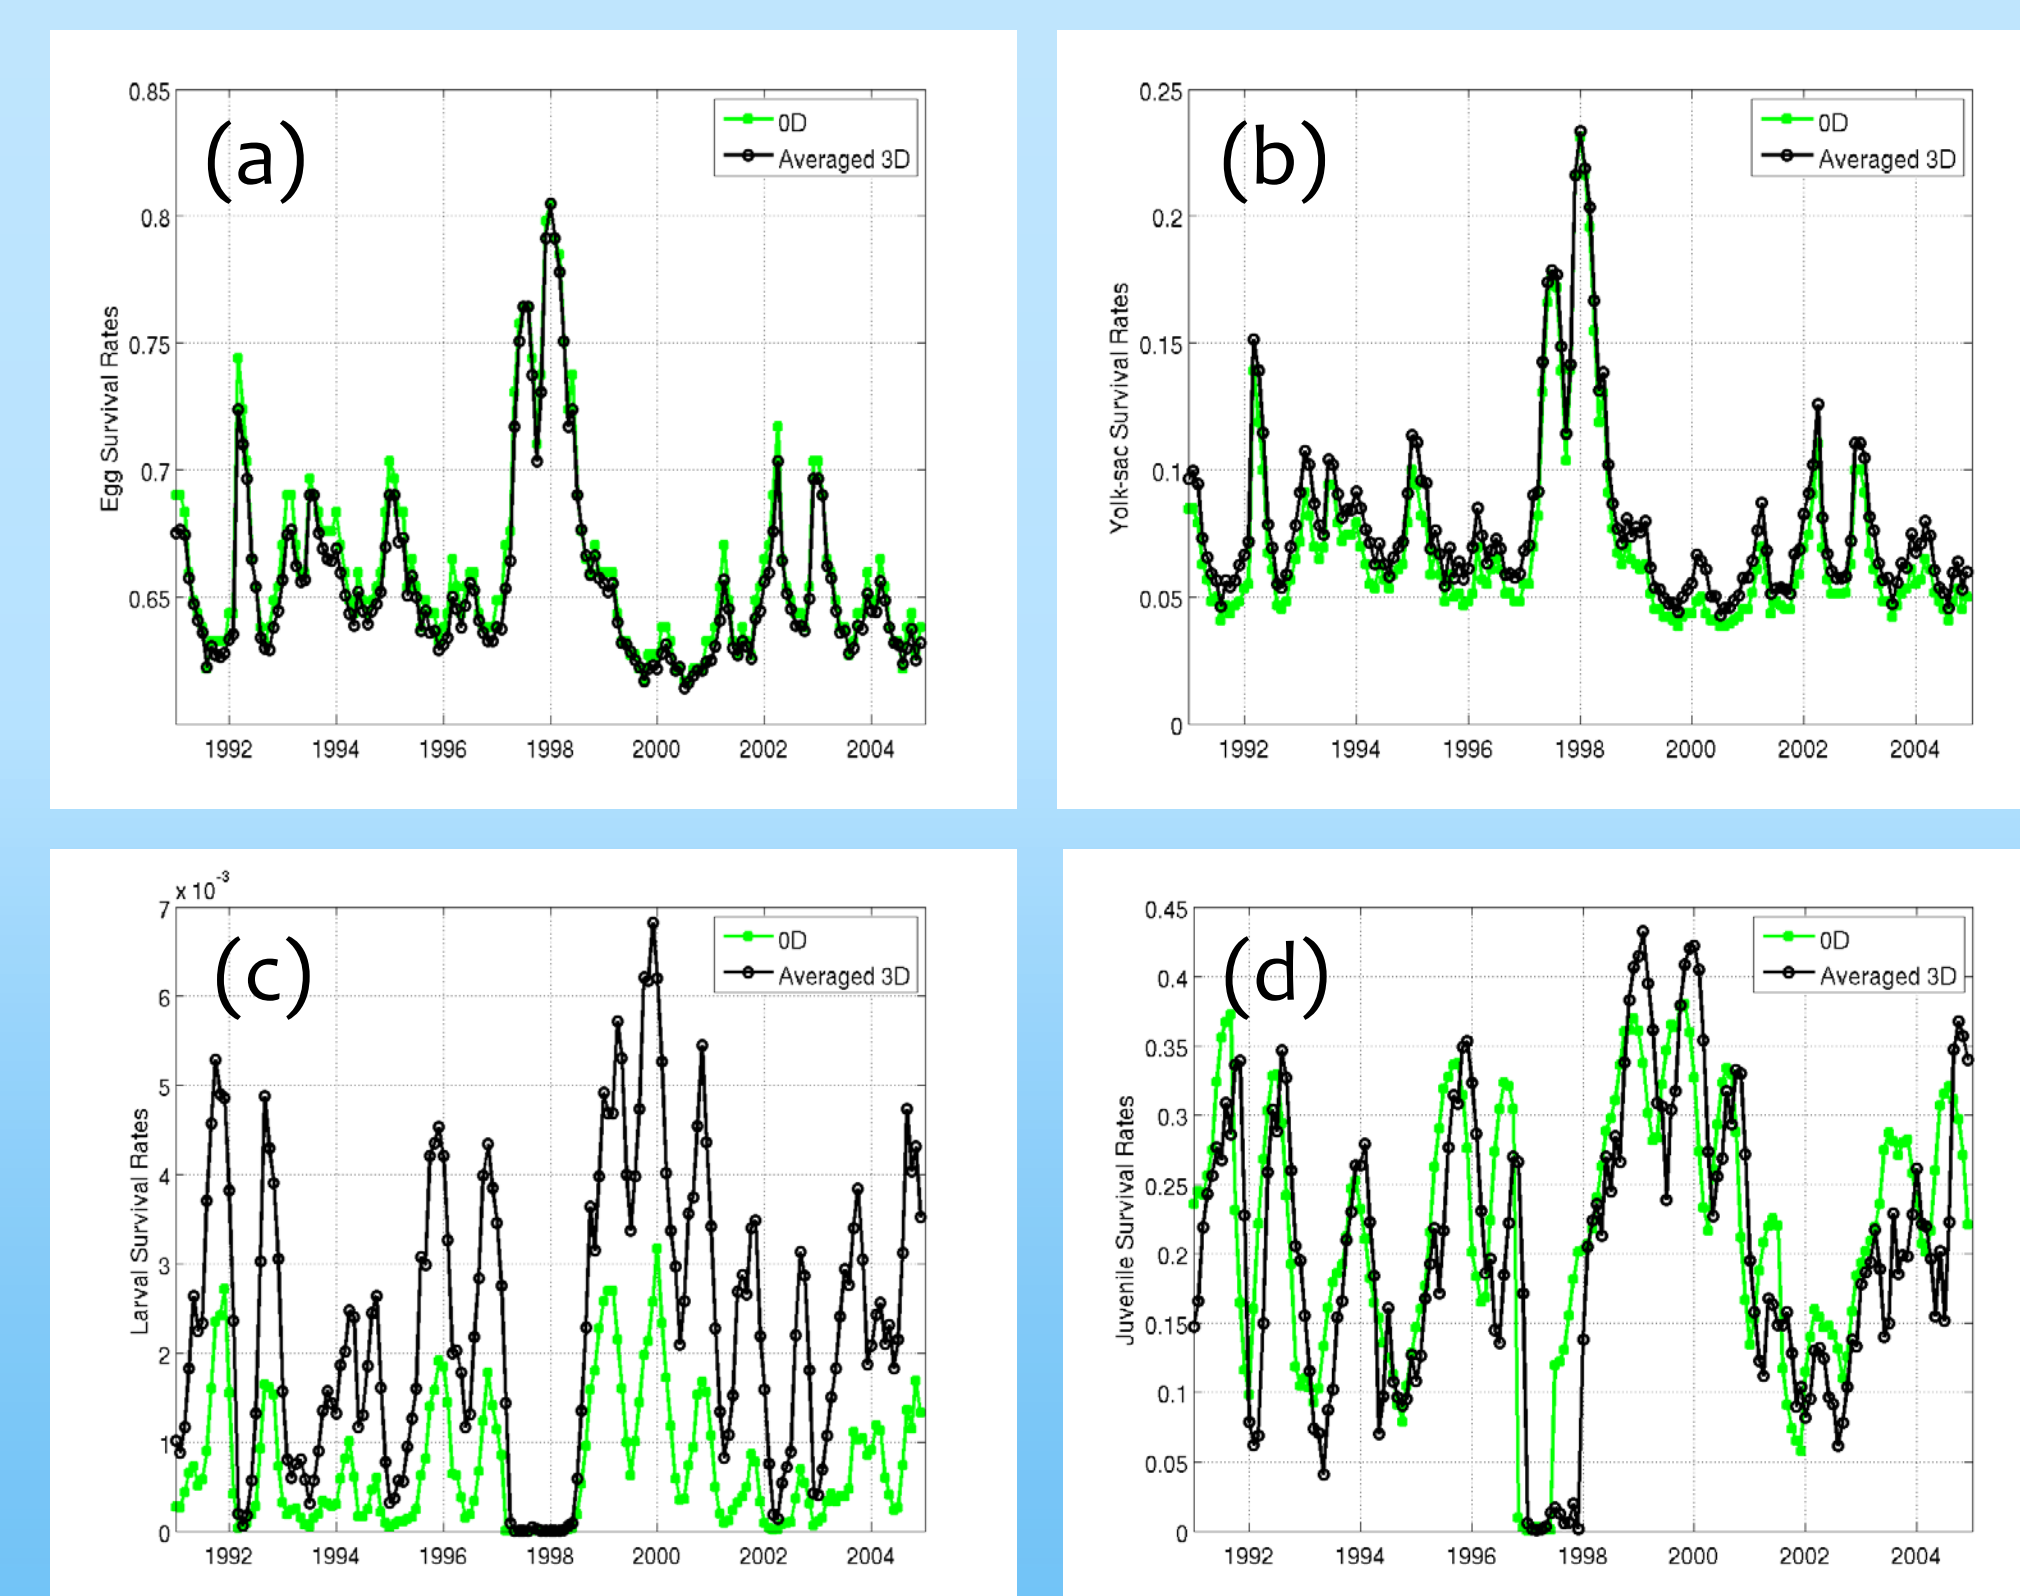 (a)
0D
Averaged 3D
Egg Survival Rates
0.85
0.8
0.75
0.7
0.65
1992 1994 1996 1998 2000 2002 2004
(b)
0D
Averaged 3D
Yolk-sac Survival Rates
0.25
0.2
0.15
0.1
0.05
0
1992 1994 1996 1998 2000 2002 2004
(c)
x 10⁻³
0D
Averaged 3D
Larval Survival Rates
7
6
5
4
3
2
1
0
1992 1994 1996 1998 2000 2002 2004
(d)
0D
Averaged 3D
Juvenile Survival Rates
0.45
0.4
0.35
0.3
0.25
0.2
0.15
0.1
0.05
0
1992 1994 1996 1998 2000 2002 2004